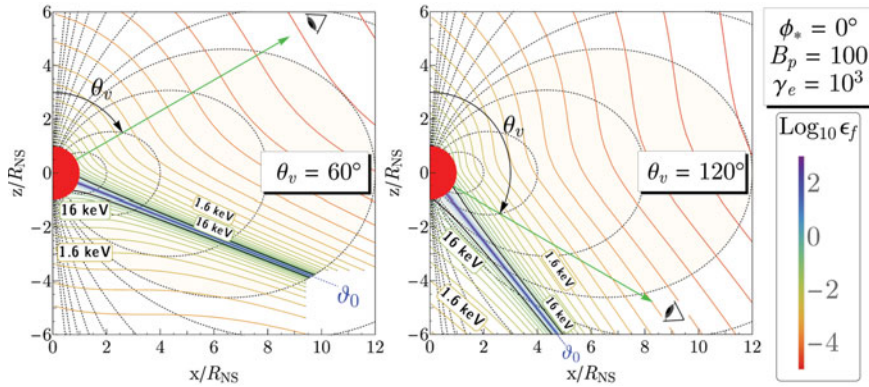 6
4
2
0
-2
-4
-6
z/R_NS
0 2 4 6 8 10 12
x/R_NS
θ_v
θ_v = 60°
16 keV
1.6 keV
1.6 keV
16 keV
ϑ_0
6
4
2
0
-2
-4
-6
z/R_NS
0 2 4 6 8 10 12
x/R_NS
θ_v
θ_v = 120°
16 keV
1.6 keV
1.6 keV
16 keV
ϑ_0
ϕ_* = 0°
B_p = 100
γ_e = 10^3
Log_10 ϵ_f
2
0
−2
−4